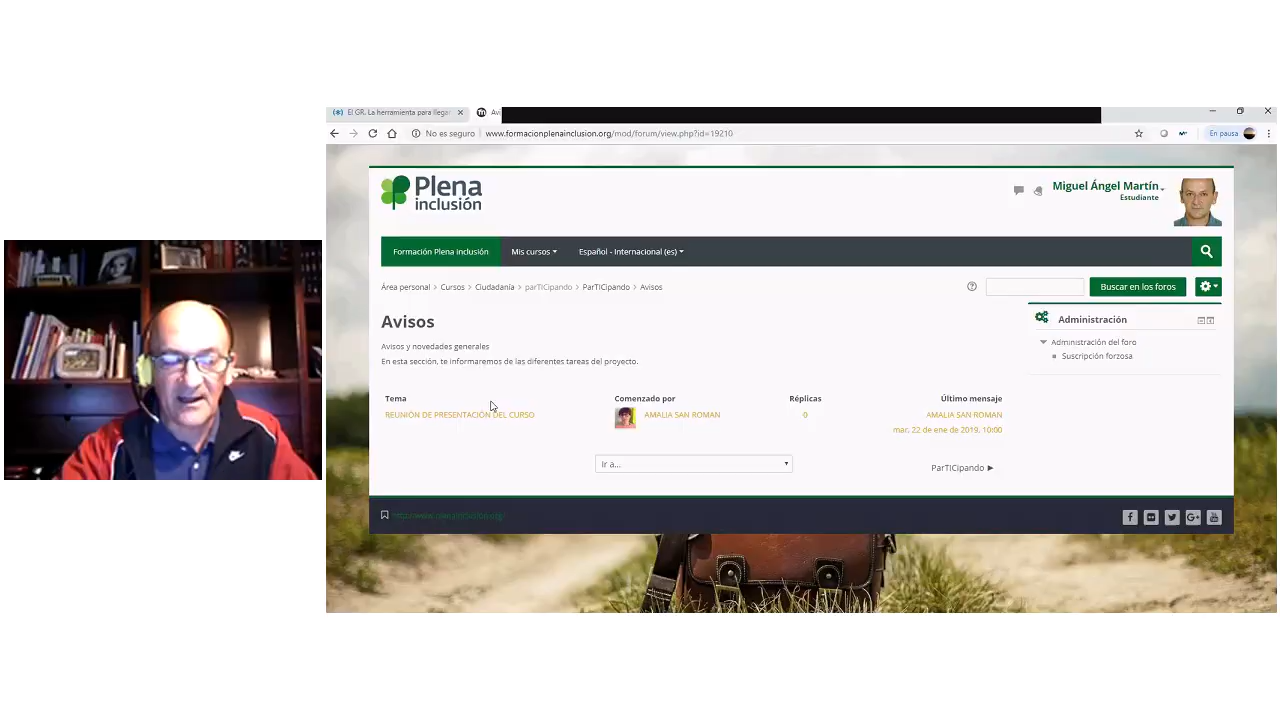 El GR. La herramienta para llegar
Avi
No es seguro
www.formacionplenainclusion.org/mod/forum/view.php?id=19210
En pausa
Plena
inclusión
Miguel Ángel Martín
Estudiante
Formación Plena inclusión
Mis cursos
Español - Internacional (es)
Área personal > Cursos > Ciudadanía > parTICipando > ParTICipando > Avisos
Buscar en los foros
Avisos
Administración
Administración del foro
Suscripción forzosa
Avisos y novedades generales
En esta sección, te informaremos de las diferentes tareas del proyecto.
Tema
Comenzado por
Réplicas
Último mensaje
REUNIÓN DE PRESENTACIÓN DEL CURSO
AMALIA SAN ROMAN
0
AMALIA SAN ROMAN
mar, 22 de ene de 2019, 10:00
Ir a...
ParTICipando ►